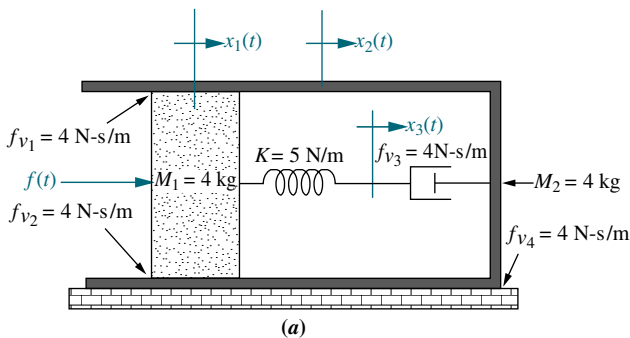 x₁(t) x₂(t)
x₃(t)
fᵥ₁ = 4 N-s/m
K= 5 N/m
fᵥ₃ = 4N-s/m
f(t)
M₁ = 4 kg
M₂ = 4 kg
fᵥ₂ = 4 N-s/m
fᵥ₄ = 4 N-s/m
(a)